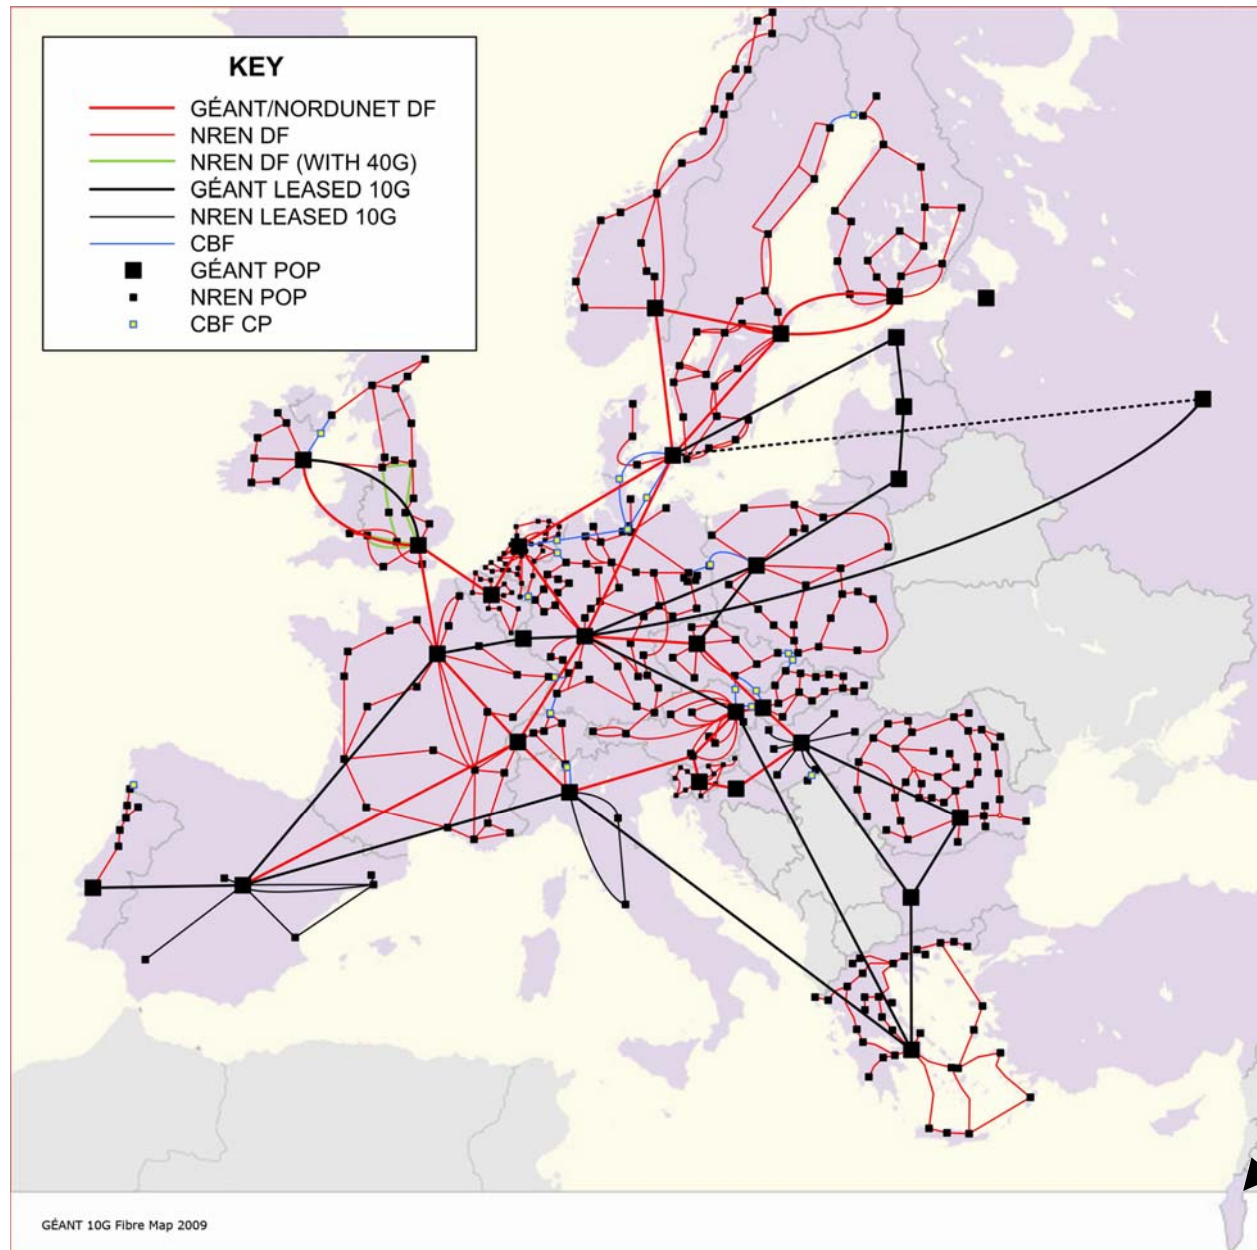 KEY
GÉANT/NORDUNET DF
NREN DF
NREN DF (WITH 40G)
GÉANT LEASED 10G
NREN LEASED 10G
CBF
GÉANT POP
NREN POP
CBF CP
GÉANT 10G Fibre Map 2009